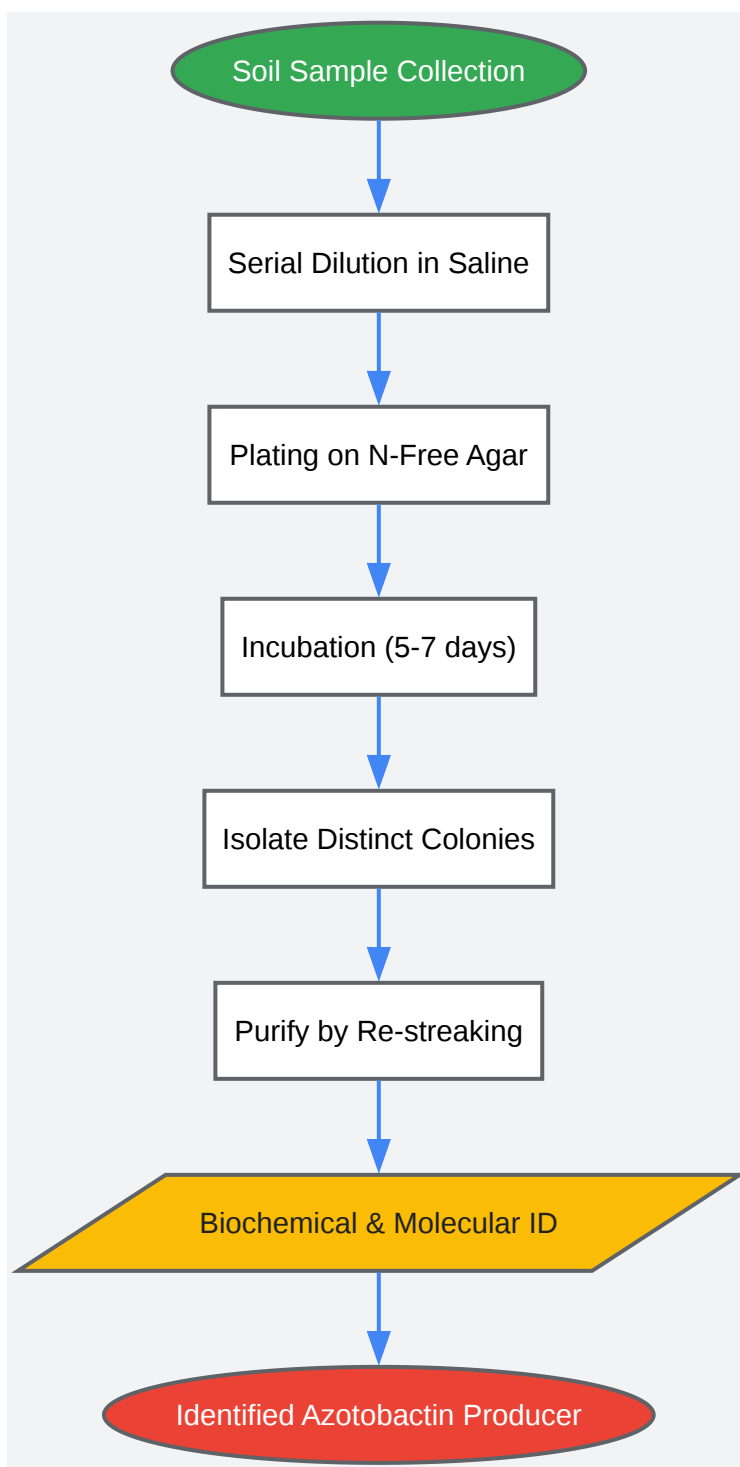 Soil Sample Collection
Serial Dilution in Saline
Plating on N-Free Agar
Incubation (5-7 days)
Isolate Distinct Colonies
Purify by Re-streaking
Biochemical & Molecular ID
Identified Azotobactin Producer